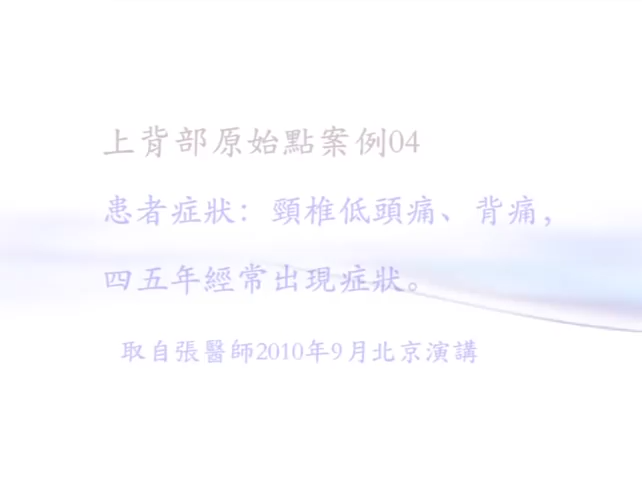 上背部原始點案例04
患者症狀：頸椎低頭痛、背痛，
四五年經常出現症狀。
取自張醫師2010年9月北京演講